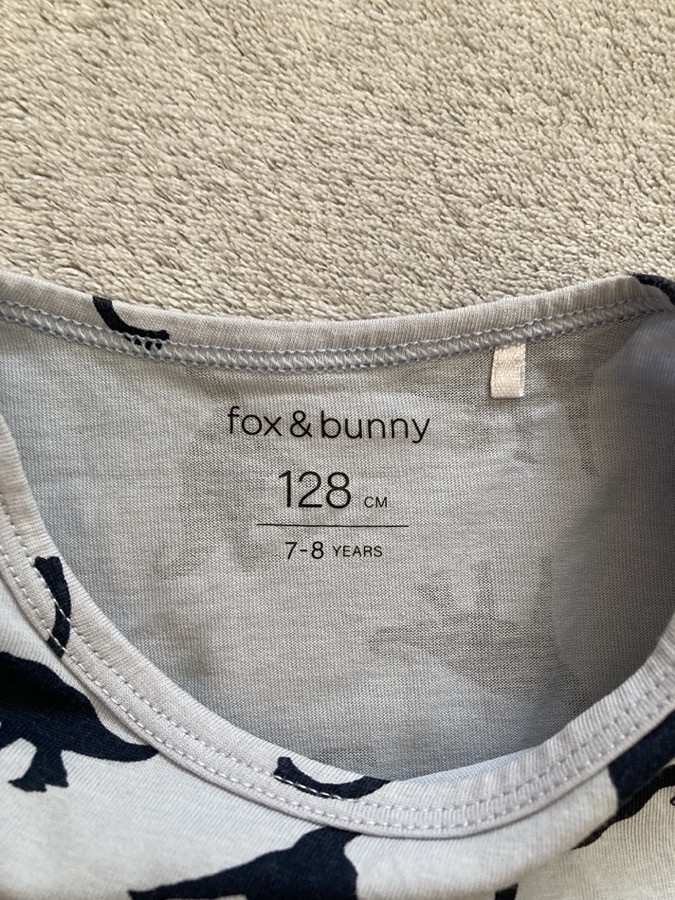 fox & bunny
128 CM
7-8 YEARS